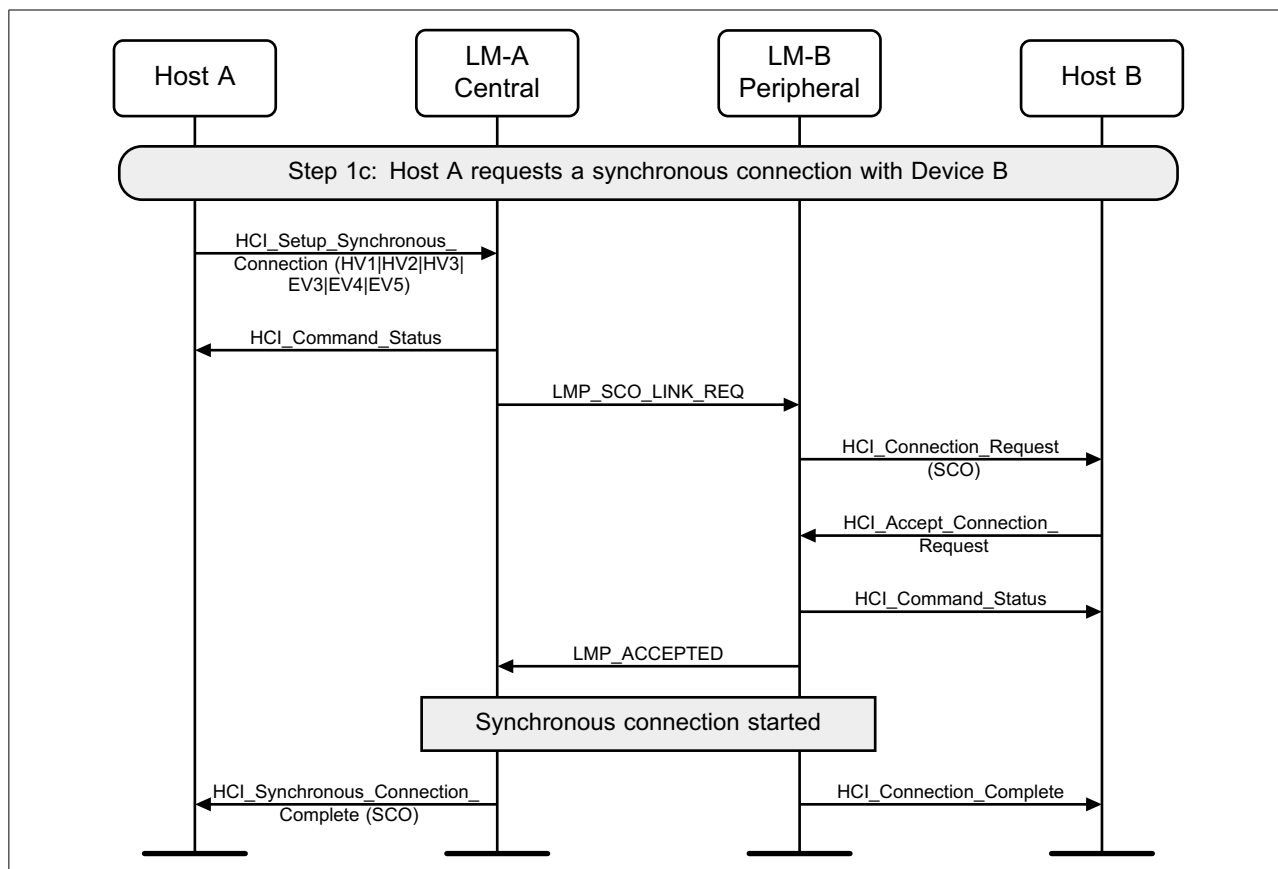 Host A
LM-A
Central
LM-B
Peripheral
Host B
Step 1c: Host A requests a synchronous connection with Device B
HCI_Setup_Synchronous_
Connection (HV1|HV2|HV3|
EV3|EV4|EV5)
HCI_Command_Status
LMP_SCO_LINK_REQ
HCI_Connection_Request
(SCO)
HCI_Accept_Connection_
Request
HCI_Command_Status
LMP_ACCEPTED
Synchronous connection started
HCI_Synchronous_Connection_
Complete (SCO)
HCI_Connection_Complete